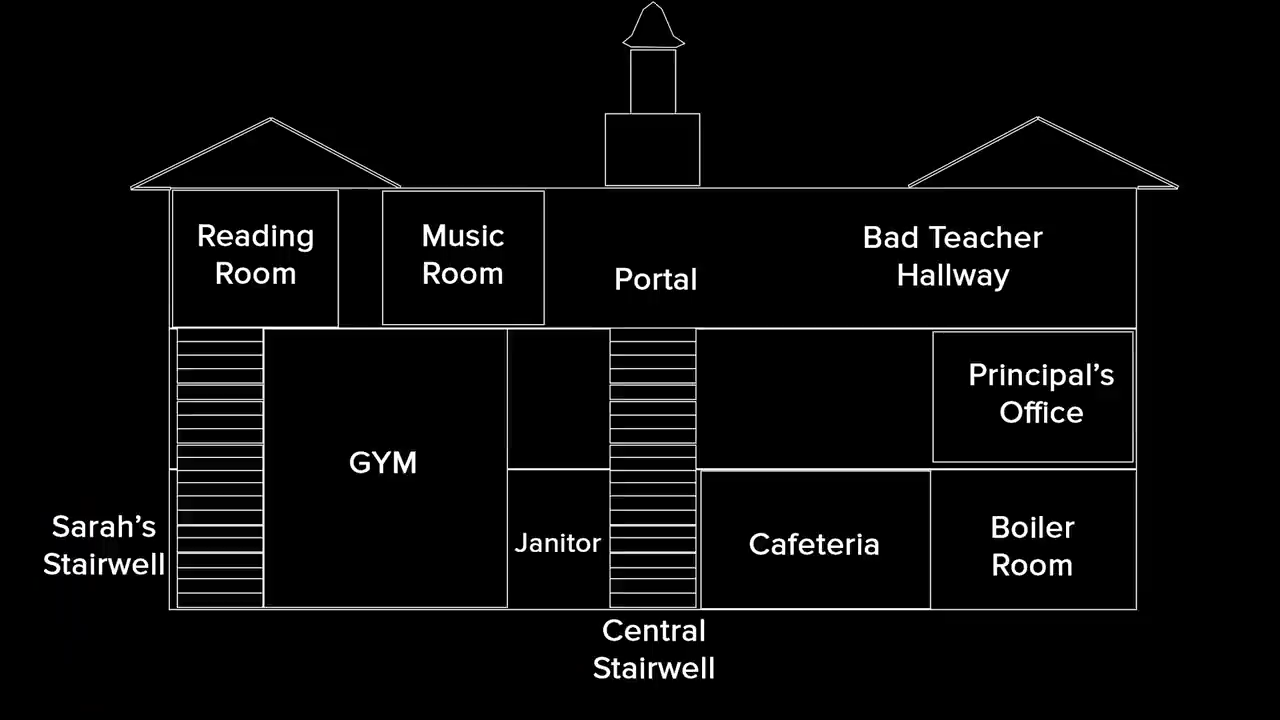 Reading
Room
Music
Room
Portal
Bad Teacher
Hallway
Principal’s
Office
GYM
Sarah’s
Stairwell
Janitor
Cafeteria
Boiler
Room
Central
Stairwell